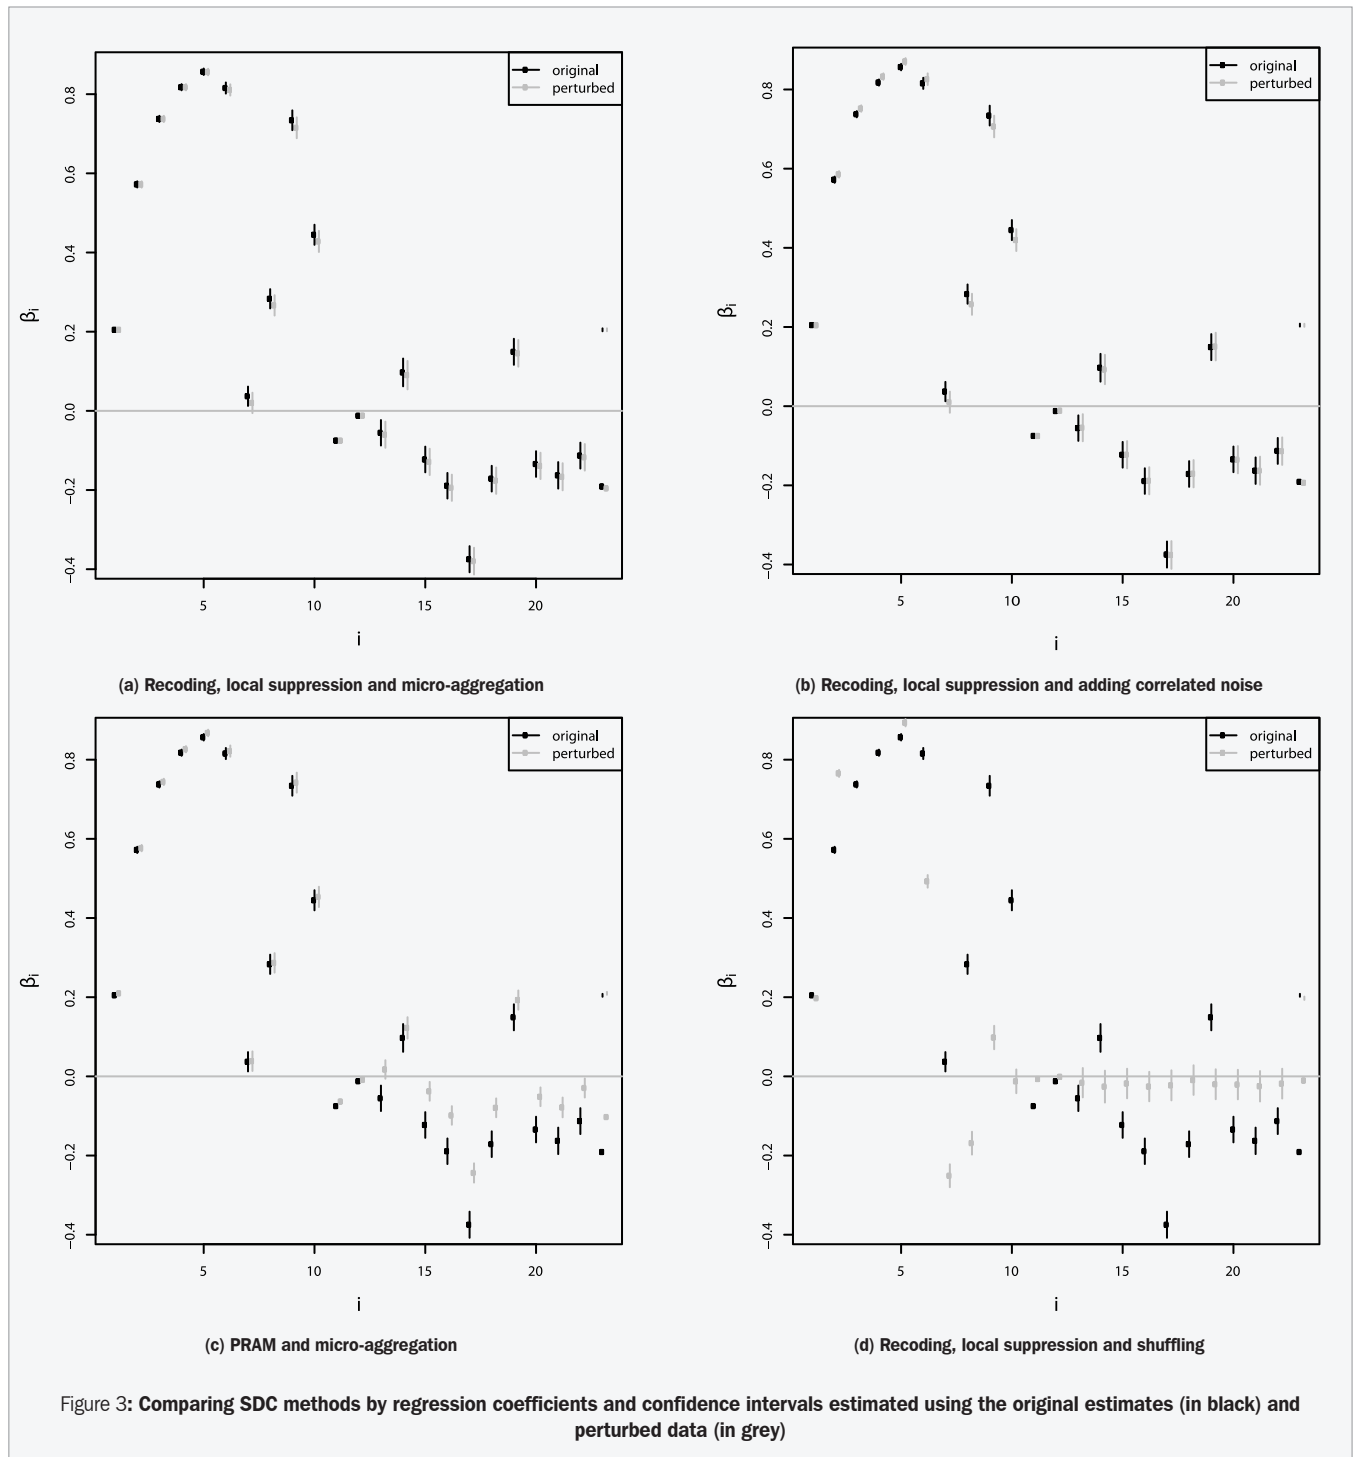 original
perturbed
0.8
0.6
0.4
0.2
0.0
−0.2
−0.4
βi
5 10 15 20
i
(a) Recoding, local suppression and micro-aggregation
original
perturbed
0.8
0.6
0.4
0.2
0.0
−0.2
−0.4
βi
5 10 15 20
i
(b) Recoding, local suppression and adding correlated noise
original
perturbed
0.8
0.6
0.4
0.2
0.0
−0.2
−0.4
βi
5 10 15 20
i
(c) PRAM and micro-aggregation
original
perturbed
0.8
0.6
0.4
0.2
0.0
−0.2
−0.4
βi
5 10 15 20
i
(d) Recoding, local suppression and shuffling
Figure 3: Comparing SDC methods by regression coefficients and confidence intervals estimated using the original estimates (in black) and
perturbed data (in grey)